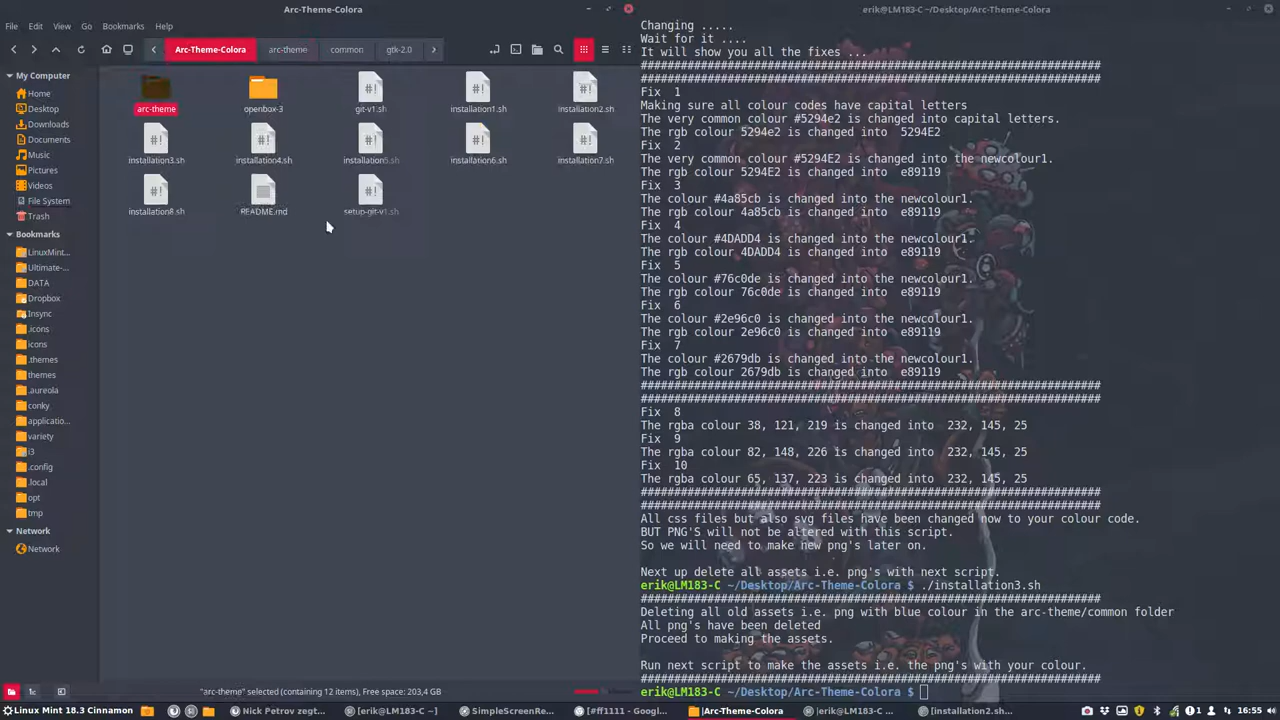 Arc-Theme-Colora
erik@LM183-C: ~/Desktop/Arc-Theme-Colora
File Edit View Go Bookmarks Help
Arc-Theme-Colora arc-theme common gtk-2.0
My Computer
Home
Desktop
Downloads
Documents
Music
Pictures
Videos
File System
Trash
Bookmarks
LinuxMint...
Ultimate-...
DATA
Dropbox
Insync
.icons
icons
.themes
themes
.aureola
conky
applicatio...
variety
i3
.config
.local
opt
tmp
Network
Network
arc-theme openbox-3 git-v1.sh installation1.sh installation2.sh
installation3.sh installation4.sh installation5.sh installation6.sh installation7.sh
installation8.sh README.md setup-git-v1.sh
"arc-theme" selected (containing 12 items), Free space: 203,4 GB
Changing .....
Wait for it ....
It will show you all the fixes ...
#####################################################################
#####################################################################
Fix  1
Making sure all colour codes have capital letters
The very common colour #5294e2 is changed into capital letters.
The rgb colour 5294e2 is changed into  5294E2
Fix  2
The very common colour #5294E2 is changed into the newcolour1.
The rgb colour 5294E2 is changed into  e89119
Fix  3
The colour #4a85cb is changed into the newcolour1.
The rgb colour 4a85cb is changed into  e89119
Fix  4
The colour #4DADD4 is changed into the newcolour1.
The rgb colour 4DADD4 is changed into  e89119
Fix  5
The colour #76c0de is changed into the newcolour1.
The rgb colour 76c0de is changed into  e89119
Fix  6
The colour #2e96c0 is changed into the newcolour1.
The rgb colour 2e96c0 is changed into  e89119
Fix  7
The colour #2679db is changed into the newcolour1.
The rgb colour 2679db is changed into  e89119
#####################################################################
#####################################################################
Fix  8
The rgba colour 38, 121, 219 is changed into  232, 145, 25
Fix  9
The rgba colour 82, 148, 226 is changed into  232, 145, 25
Fix  10
The rgba colour 65, 137, 223 is changed into  232, 145, 25
#####################################################################
#####################################################################
All css files but also svg files have been changed now to your colour code.
BUT PNG'S will not be altered with this script.
So we will need to make new png's later on.
Next up delete all assets i.e. png's with next script.
erik@LM183-C ~/Desktop/Arc-Theme-Colora $ ./installation3.sh
#####################################################################
Deleting all old assets i.e. png with blue colour in the arc-theme/common folder
All png's have been deleted
Proceed to making the assets.
Run next script to make the assets i.e. the png's with your colour.
#####################################################################
erik@LM183-C ~/Desktop/Arc-Theme-Colora $
Linux Mint 18.3 Cinnamon Nick Petrov zegt... [erik@LM183-C ~] SimpleScreenRe... [#ff1111 - Googl... Arc-Theme-Colora erik@LM183-C ... [installation2.sh... 1 16:55